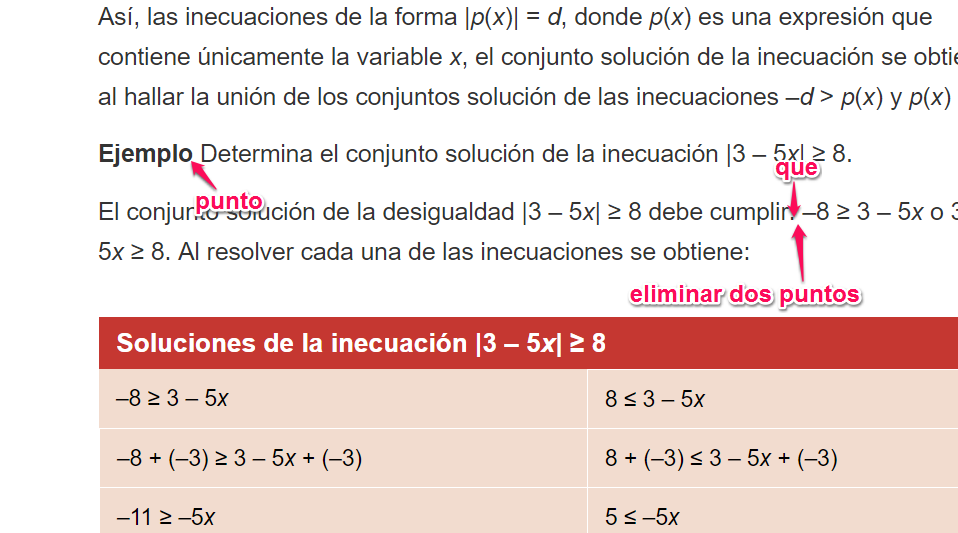 Así, las inecuaciones de la forma |p(x)| = d, donde p(x) es una expresión que
contiene únicamente la variable x, el conjunto solución de la inecuación se obtie
al hallar la unión de los conjuntos solución de las inecuaciones –d > p(x) y p(x)
Ejemplo Determina el conjunto solución de la inecuación |3 – 5x| ≥ 8.
que
punto
El conjunto solución de la desigualdad |3 – 5x| ≥ 8 debe cumplir: –8 ≥ 3 – 5x o 3
5x ≥ 8. Al resolver cada una de las inecuaciones se obtiene:
eliminar dos puntos
Soluciones de la inecuación |3 – 5x| ≥ 8
–8 ≥ 3 – 5x 8 ≤ 3 – 5x
–8 + (–3) ≥ 3 – 5x + (–3) 8 + (–3) ≤ 3 – 5x + (–3)
–11 ≥ –5x 5 ≤ –5x